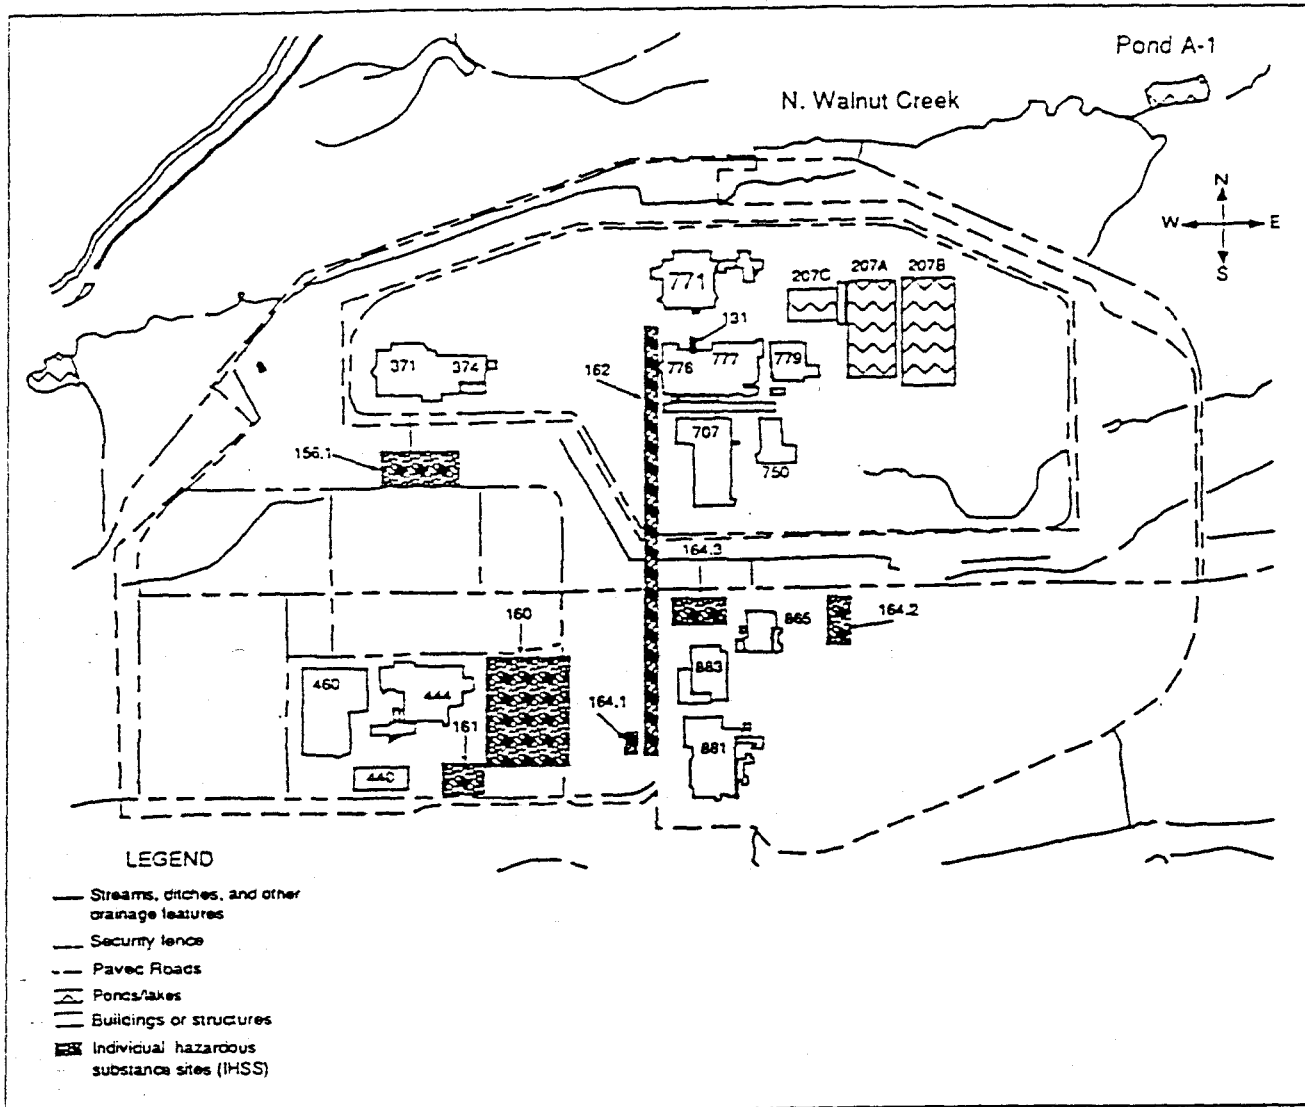 Pond A-1
N. Walnut Creek
N
W E
S
771
207C 207A 207B
131
371 374
776 777 779
162
707
750
156.1
164.3
160
865
164.2
460
444
883
164.1
161
881
440
LEGEND
Streams, ditches, and other
drainage features
Security fence
Paved Roads
Ponds/lakes
Buildings or structures
Individual hazardous
substance sites (IHSS)